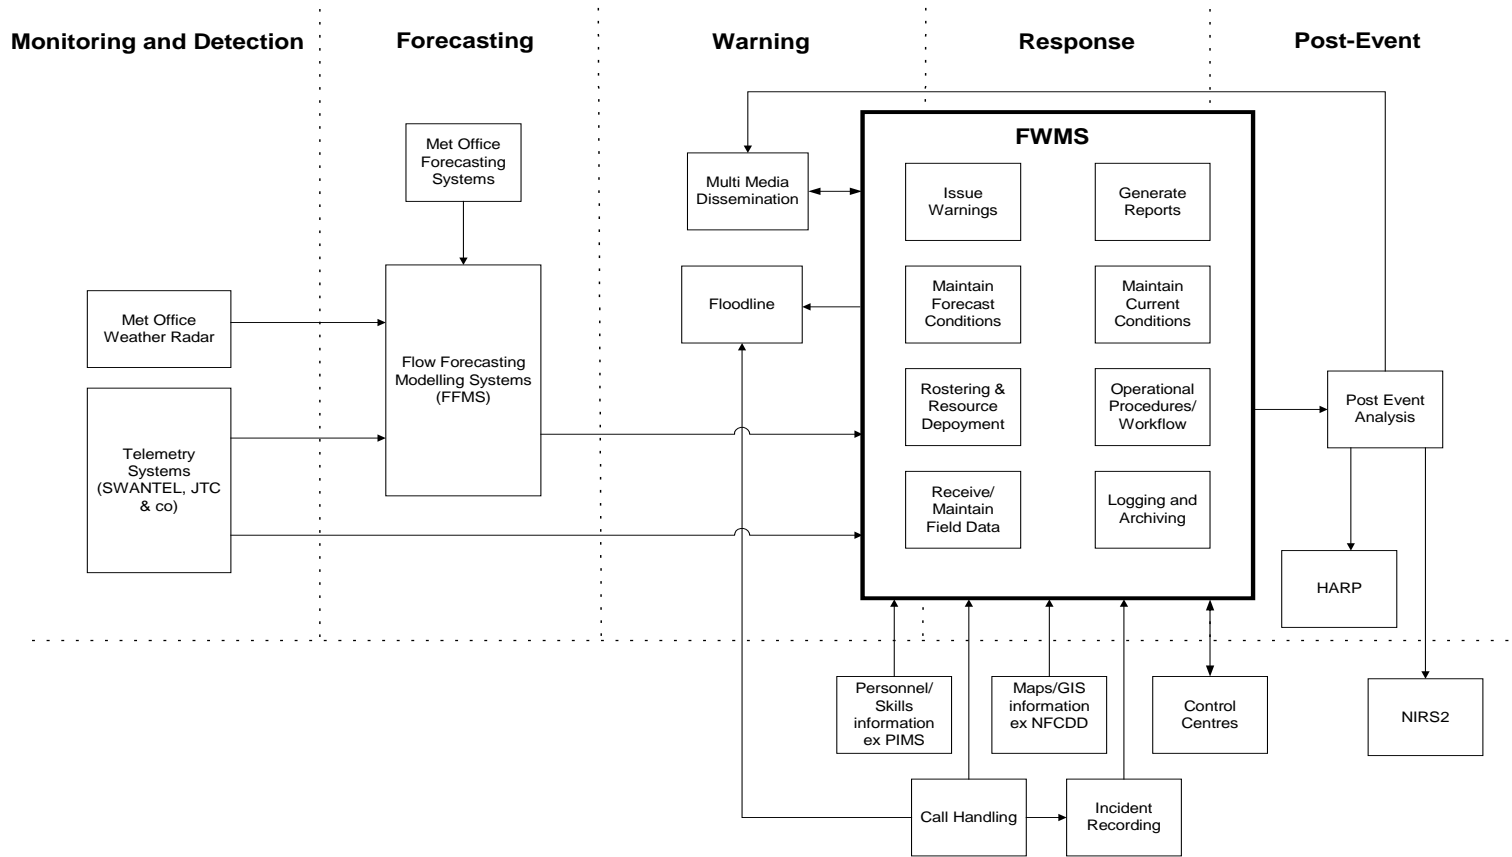 Monitoring and Detection
Forecasting
Warning
Response
Post-Event
Met Office
Forecasting
Systems
Multi Media
Dissemination
FWMS
Issue
Warnings
Generate
Reports
Met Office
Weather Radar
Flow Forecasting
Modelling Systems
(FFMS)
Floodline
Maintain
Forecast
Conditions
Maintain
Current
Conditions
Telemetry
Systems
(SWANTEL, JTC
& co)
Rostering &
Resource
Depoyment
Operational
Procedures/
Workflow
Post Event
Analysis
Receive/
Maintain
Field Data
Logging and
Archiving
HARP
Personnel/
Skills
information
ex PIMS
Maps/GIS
information
ex NFCDD
Control
Centres
NIRS2
Call Handling
Incident
Recording